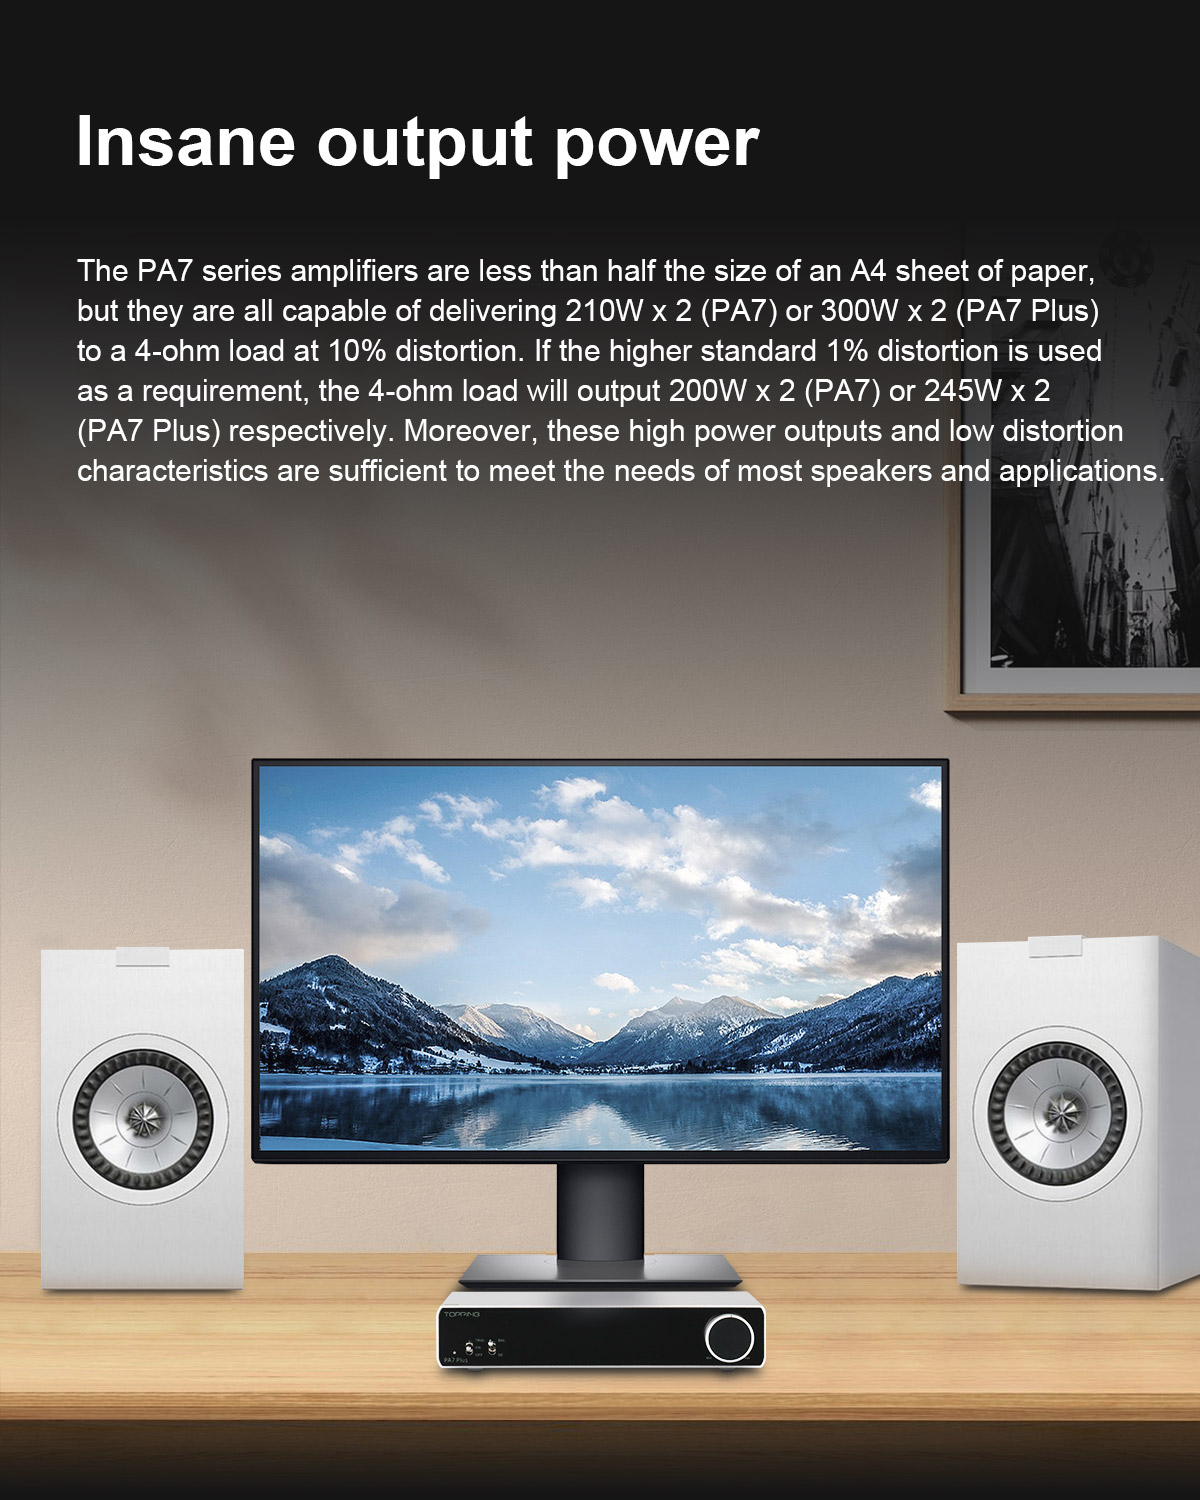 Insane output power
The PA7 series amplifiers are less than half the size of an A4 sheet of paper,
but they are all capable of delivering 210W x 2 (PA7) or 300W x 2 (PA7 Plus)
to a 4-ohm load at 10% distortion. If the higher standard 1% distortion is used
as a requirement, the 4-ohm load will output 200W x 2 (PA7) or 245W x 2
(PA7 Plus) respectively. Moreover, these high power outputs and low distortion
characteristics are sufficient to meet the needs of most speakers and applications.
TOPPING
PA7 Plus